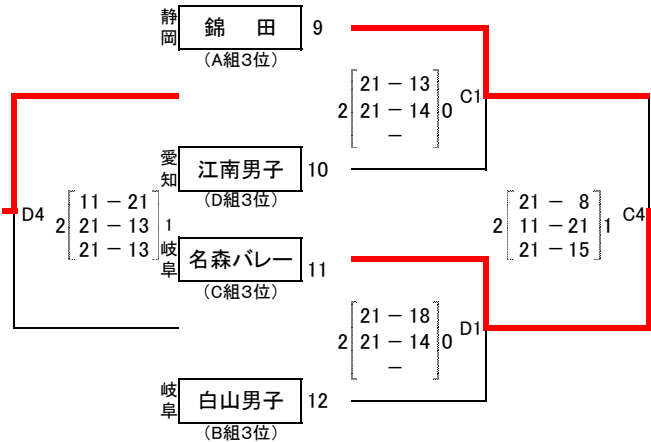 静岡 錦　田 9
(A組3位)
21 － 13
2 21 － 14 0 C1
－
愛知 江南男子 10
(D組3位)
D4 2 11 － 21 1
21 － 13
21 － 13
21 － 8
2 11 － 21 1 C4
21 － 15
岐阜 名森バレー 11
(C組3位)
21 － 18 D1
2 21 － 14 0
－
岐阜 白山男子 12
(B組3位)